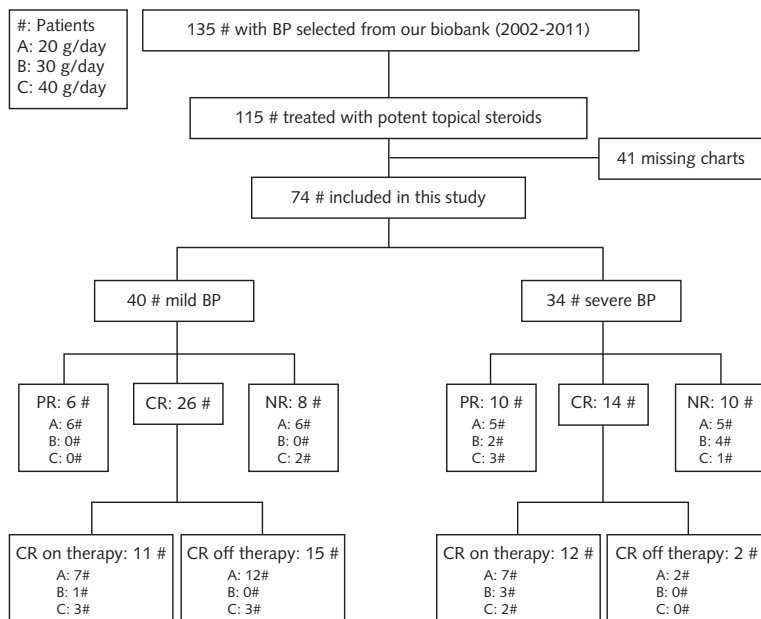 #: Patients
A: 20 g/day
B: 30 g/day
C: 40 g/day
135 # with BP selected from our biobank (2002-2011)
115 # treated with potent topical steroids
41 missing charts
74 # included in this study
40 # mild BP
34 # severe BP
PR: 6 #
A: 6#
B: 0#
C: 0#
CR: 26 #
NR: 8 #
A: 6#
B: 0#
C: 2#
PR: 10 #
A: 5#
B: 2#
C: 3#
CR: 14 #
NR: 10 #
A: 5#
B: 4#
C: 1#
CR on therapy: 11 #
A: 7#
B: 1#
C: 3#
CR off therapy: 15 #
A: 12#
B: 0#
C: 3#
CR on therapy: 12 #
A: 7#
B: 3#
C: 2#
CR off therapy: 2 #
A: 2#
B: 0#
C: 0#